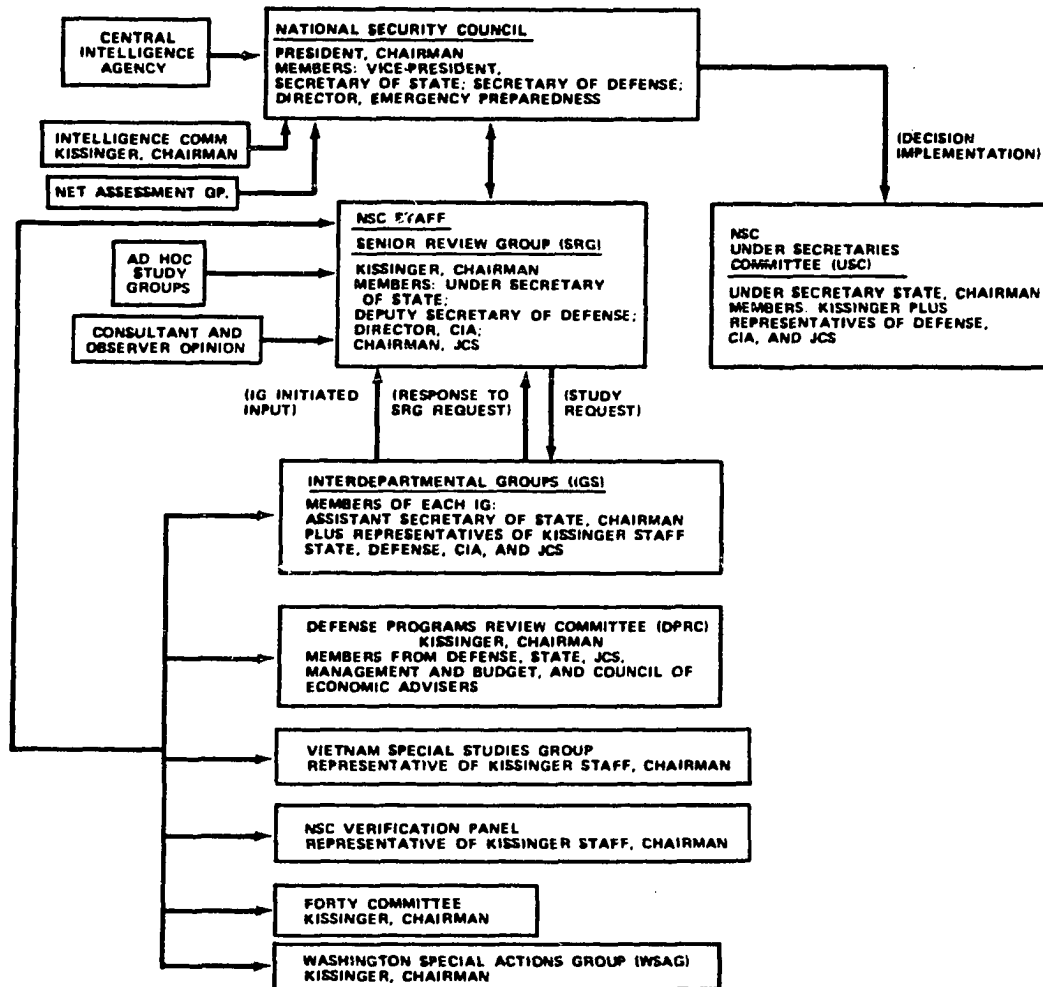 CENTRAL
INTELLIGENCE
AGENCY
NATIONAL SECURITY COUNCIL
PRESIDENT, CHAIRMAN
MEMBERS: VICE-PRESIDENT,
SECRETARY OF STATE; SECRETARY OF DEFENSE;
DIRECTOR, EMERGENCY PREPAREDNESS
INTELLIGENCE COMM
KISSINGER, CHAIRMAN
NET ASSESSMENT GP.
(DECISION
IMPLEMENTATION)
NSC STAFF
SENIOR REVIEW GROUP (SRG)
KISSINGER, CHAIRMAN
MEMBERS: UNDER SECRETARY
OF STATE;
DEPUTY SECRETARY OF DEFENSE;
DIRECTOR, CIA;
CHAIRMAN, JCS
AD HOC
STUDY
GROUPS
CONSULTANT AND
OBSERVER OPINION
NSC
UNDER SECRETARIES
COMMITTEE (USC)
UNDER SECRETARY STATE, CHAIRMAN
MEMBERS. KISSINGER PLUS
REPRESENTATIVES OF DEFENSE,
CIA, AND JCS
(IG INITIATED
INPUT)
(RESPONSE TO
SRG REQUEST)
(STUDY
REQUEST)
INTERDEPARTMENTAL GROUPS (IGS)
MEMBERS OF EACH IG:
ASSISTANT SECRETARY OF STATE, CHAIRMAN
PLUS REPRESENTATIVES OF KISSINGER STAFF
STATE, DEFENSE, CIA, AND JCS
DEFENSE PROGRAMS REVIEW COMMITTEE (DPRC)
KISSINGER, CHAIRMAN
MEMBERS FROM DEFENSE, STATE, JCS,
MANAGEMENT AND BUDGET, AND COUNCIL OF
ECONOMIC ADVISERS
VIETNAM SPECIAL STUDIES GROUP
REPRESENTATIVE OF KISSINGER STAFF, CHAIRMAN
NSC VERIFICATION PANEL
REPRESENTATIVE OF KISSINGER STAFF, CHAIRMAN
FORTY COMMITTEE
KISSINGER, CHAIRMAN
WASHINGTON SPECIAL ACTIONS GROUP (WSAG)
KISSINGER, CHAIRMAN